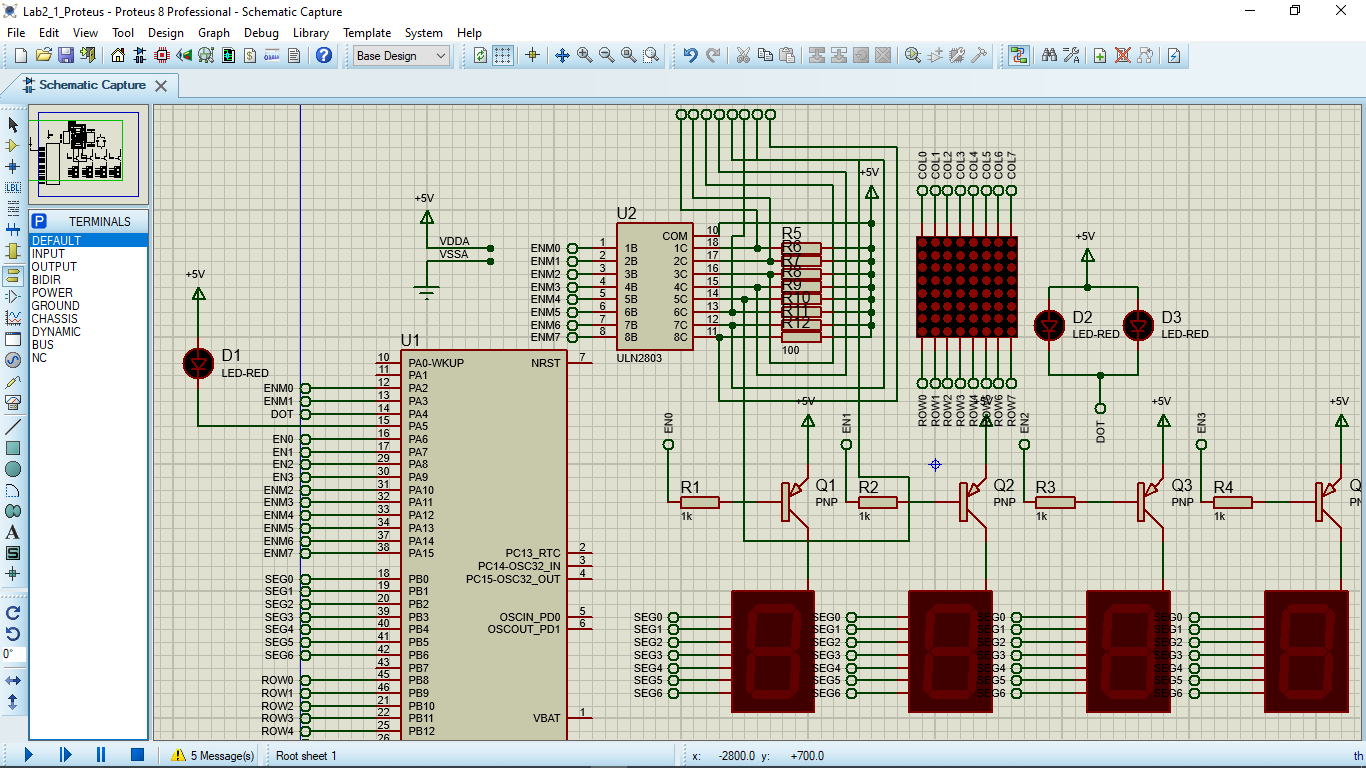 Lab2_1_Proteus - Proteus 8 Professional - Schematic Capture
File Edit View Tool Design Graph Debug Library Template System Help
Base Design
Schematic Capture
TERMINALS
DEFAULT
INPUT
OUTPUT
BIDIR
POWER
GROUND
CHASSIS
DYNAMIC
BUS
NC
LBL
0°
+5V
D1
LED-RED
+5V
VDDA
VSSA
U2
ULN2803
ENM0 1 1B
ENM1 2 2B
ENM2 3 3B
ENM3 4 4B
ENM4 5 5B
ENM5 6 6B
ENM6 7 7B
ENM7 8 8B
COM 10
1C 18
2C 17
3C 16
4C 15
5C 14
6C 13
7C 12
8C 11
R5
R6
R7
R8
R9
R10
R11
R12
100
+5V
COL0 COL1 COL2 COL3 COL4 COL5 COL6 COL7
ROW0 ROW1 ROW2 ROW3 ROW4 ROW5 ROW6 ROW7
+5V
D2
LED-RED
D3
LED-RED
DOT
U1
10 PA0-WKUP
11 PA1
ENM0 12 PA2
ENM1 13 PA3
DOT 14 PA4
15 PA5
EN0 16 PA6
EN1 17 PA7
EN2 29 PA8
EN3 30 PA9
ENM2 31 PA10
ENM3 32 PA11
ENM4 33 PA12
ENM5 34 PA13
ENM6 37 PA14
ENM7 38 PA15
SEG0 18 PB0
SEG1 19 PB1
SEG2 20 PB2
SEG3 39 PB3
SEG4 40 PB4
SEG5 41 PB5
SEG6 42 PB6
43 PB7
ROW0 45 PB8
ROW1 46 PB9
ROW2 21 PB10
ROW3 22 PB11
ROW4 25 PB12
26
NRST 7
PC13_RTC 2
PC14-OSC32_IN 3
PC15-OSC32_OUT 4
OSCIN_PD0 5
OSCOUT_PD1 6
VBAT 1
EN0
R1
1k
+5V
Q1
PNP
EN1
R2
1k
+5V
Q2
PNP
EN2
R3
1k
+5V
Q3
PNP
EN3
R4
1k
+5V
SEG0 SEG0 SEG0 SEG0
SEG1 SEG1 SEG1 SEG1
SEG2 SEG2 SEG2 SEG2
SEG3 SEG3 SEG3 SEG3
SEG4 SEG4 SEG4 SEG4
SEG5 SEG5 SEG5 SEG5
SEG6 SEG6 SEG6 SEG6
5 Message(s) Root sheet 1 x: -2800.0 y: +700.0 th